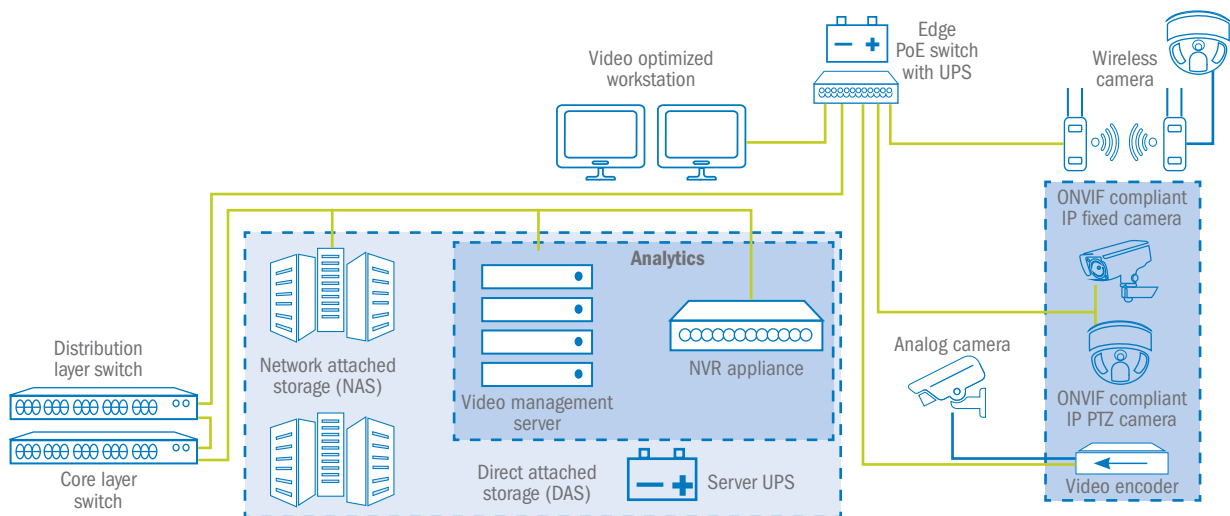 Edge
PoE switch
with UPS
Video optimized
workstation
Wireless
camera
ONVIF compliant
IP fixed camera
Analytics
Distribution
layer switch
Network attached
storage (NAS)
NVR appliance
Analog camera
Video management
server
ONVIF compliant
IP PTZ camera
Core layer
switch
Direct attached
storage (DAS)
Server UPS
Video encoder